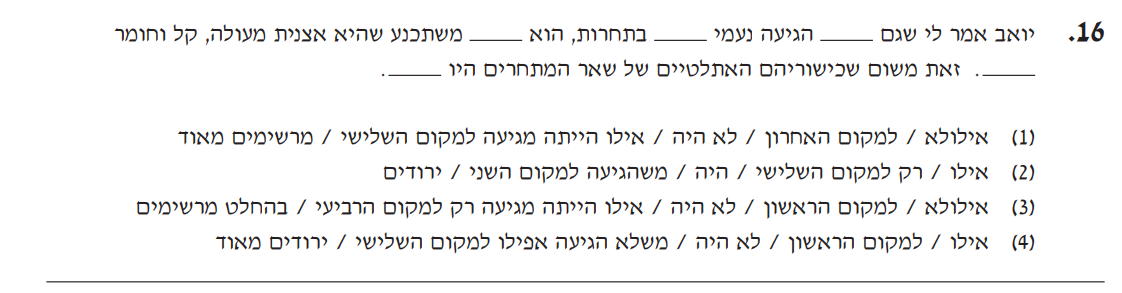 16. יואב אמר לי שגם _____ הגיעה נעמי _____ בתחרות, הוא _____ משתכנע שהיא אצנית מעולה, קל וחומר
_____. זאת משום שכישוריהם האתלטיים של שאר המתחרים היו _____.
(1) אילולא / למקום האחרון / לא היה / אילו הייתה מגיעה למקום השלישי / מרשימים מאוד
(2) אילו / רק למקום השלישי / היה / משהגיעה למקום השני / ירודים
(3) אילולא / למקום הראשון / לא היה / אילו הייתה מגיעה רק למקום הרביעי / בהחלט מרשימים
(4) אילו / למקום הראשון / לא היה / משלא הגיעה אפילו למקום השלישי / ירודים מאוד